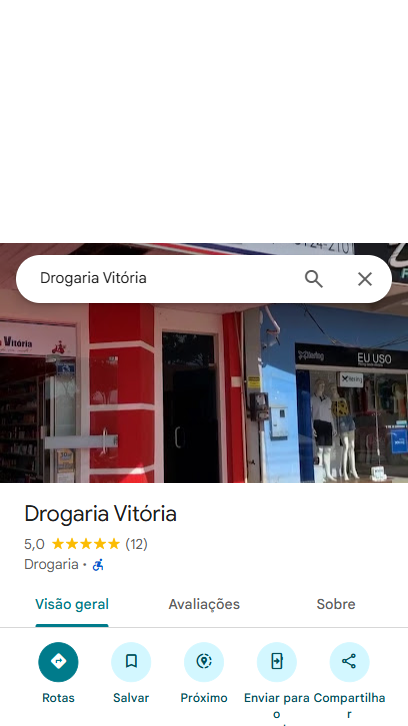 Drogaria Vitória
Vitória
EU USO
Drogaria Vitória
5,0 (12)
Drogaria ·
Visão geral Avaliações Sobre
Rotas Salvar Próximo Enviar para o Compartilhar